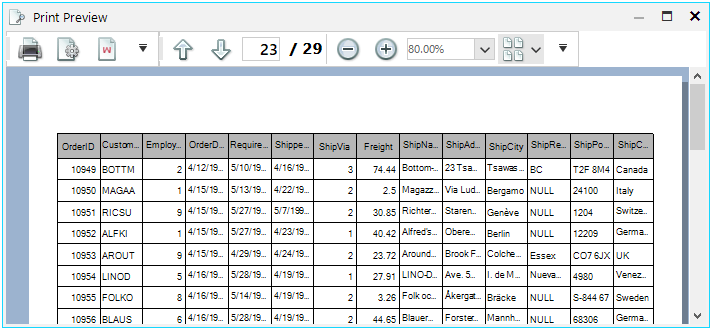 Print Preview
W 23 / 29 80.00%
OrderID Custom... Employ... OrderD... Require... Shippe... ShipVia Freight ShipNa... ShipAd... ShipCity ShipRe... ShipPo... ShipC...
10949 BOTTM 2 4/12/19... 5/10/19... 4/16/19... 3 74.44 Bottom-... 23 Tsa... Tsawas... BC T2F 8M4 Canada
10950 MAGAA 1 4/15/19... 5/13/19... 4/22/19... 2 2.5 Magazz... Via Lud... Bergamo NULL 24100 Italy
10951 RICSU 9 4/15/19... 5/27/19... 5/7/199... 2 30.85 Richter... Staren... Genève NULL 1204 Switze...
10952 ALFKI 1 4/15/19... 5/27/19... 4/23/19... 1 40.42 Alfred's... Obere... Berlin NULL 12209 Germa...
10953 AROUT 9 4/15/19... 4/29/19... 4/24/19... 2 23.72 Around... Brook F... Colche... Essex CO7 6JX UK
10954 LINOD 5 4/16/19... 5/28/19... 4/19/19... 1 27.91 LINO-D... Ave. 5... I. de M... Nueva... 4980 Venez...
10955 FOLKO 8 4/16/19... 5/14/19... 4/19/19... 2 3.26 Folk oc... Åkergat... Bräcke NULL S-844 67 Sweden
10956 BLAUS 6 4/16/19... 5/28/19... 4/19/19... 2 44.65 Blauer... Forster... Mannh... NULL 68306 Germa...